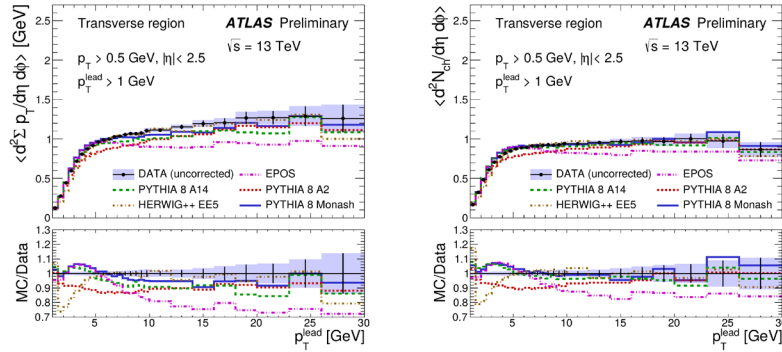 Transverse region ATLAS Preliminary
√s = 13 TeV
p_T > 0.5 GeV, |η| < 2.5
p_T^lead > 1 GeV
⟨d²Σ p_T/dη dϕ⟩ [GeV]
2.5
2
1.5
1
0.5
0
DATA (uncorrected) EPOS
PYTHIA 8 A14 PYTHIA 8 A2
HERWIG++ EE5 PYTHIA 8 Monash
MC/Data
1.3
1.2
1.1
1
0.9
0.8
0.7
5 10 15 20 25 30
p_T^lead [GeV]
Transverse region ATLAS Preliminary
√s = 13 TeV
p_T > 0.5 GeV, |η| < 2.5
p_T^lead > 1 GeV
⟨d²N_ch/dη dϕ⟩
2.5
2
1.5
1
0.5
0
DATA (uncorrected) EPOS
PYTHIA 8 A14 PYTHIA 8 A2
HERWIG++ EE5 PYTHIA 8 Monash
MC/Data
1.3
1.2
1.1
1
0.9
0.8
0.7
5 10 15 20 25 30
p_T^lead [GeV]